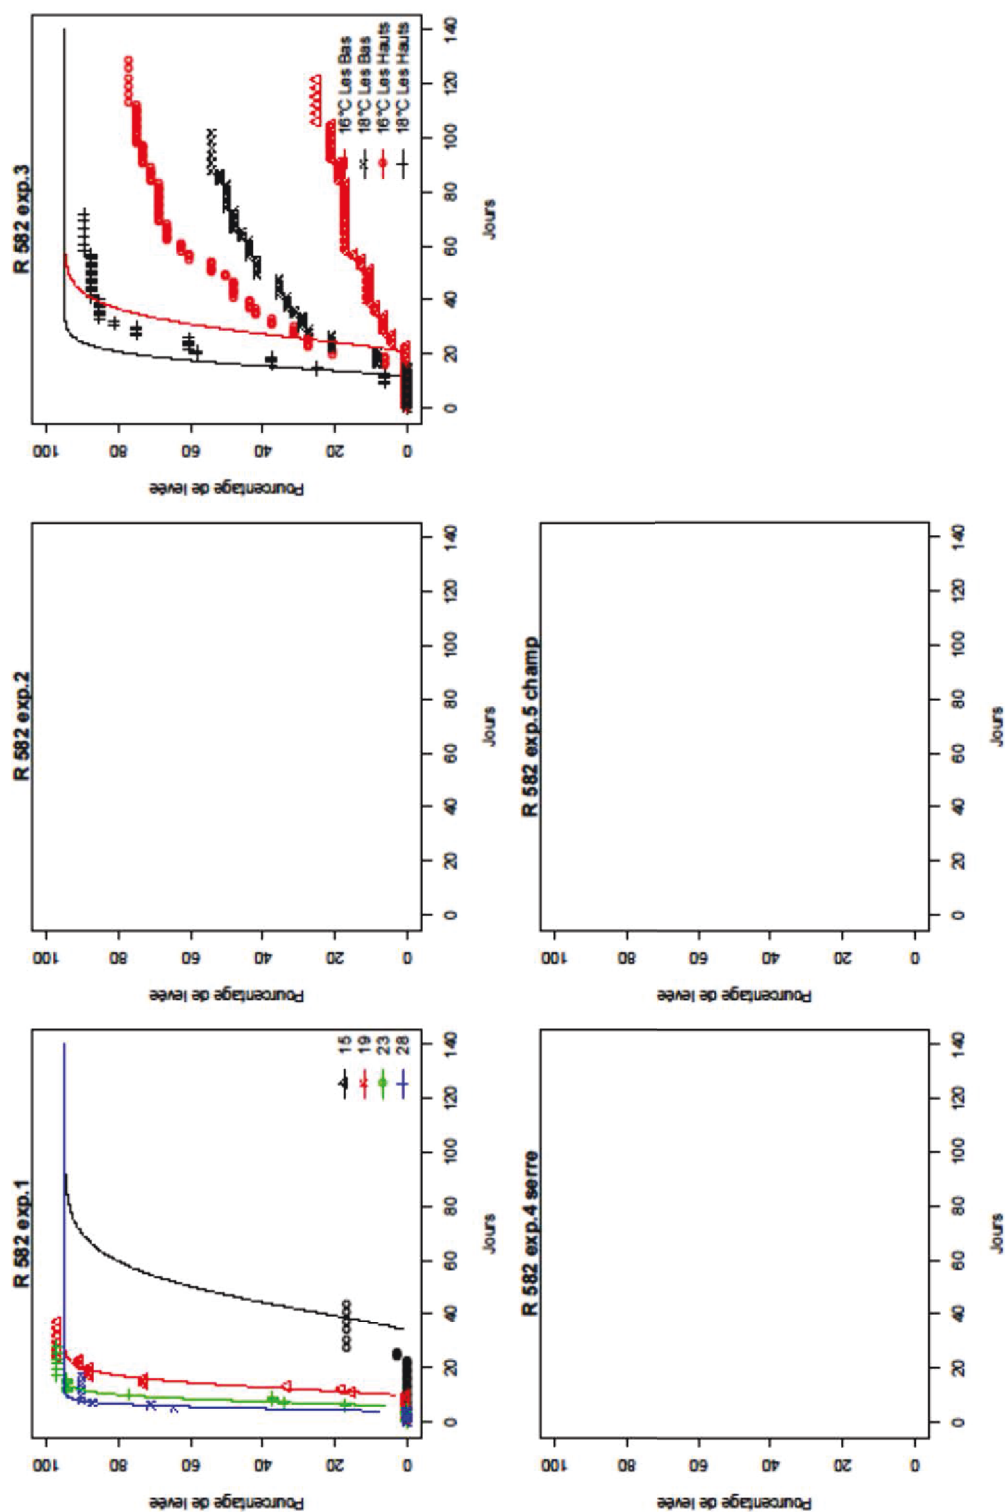 R 582 exp.1
Pourcentage de levée
100
80
60
40
20
0
15
19
23
28
0 20 40 60 80 100 120 140
Jours
R 582 exp.2
Pourcentage de levée
100
80
60
40
20
0
0 20 40 60 80 100 120 140
Jours
R 582 exp.3
Pourcentage de levée
100
80
60
40
20
0
16°C Les Bas
18°C Les Bas
16°C Les Hauts
18°C Les Hauts
0 20 40 60 80 100 120 140
Jours
R 582 exp.4 serre
Pourcentage de levée
100
80
60
40
20
0
0 20 40 60 80 100 120 140
Jours
R 582 exp.5 champ
Pourcentage de levée
100
80
60
40
20
0
0 20 40 60 80 100 120 140
Jours